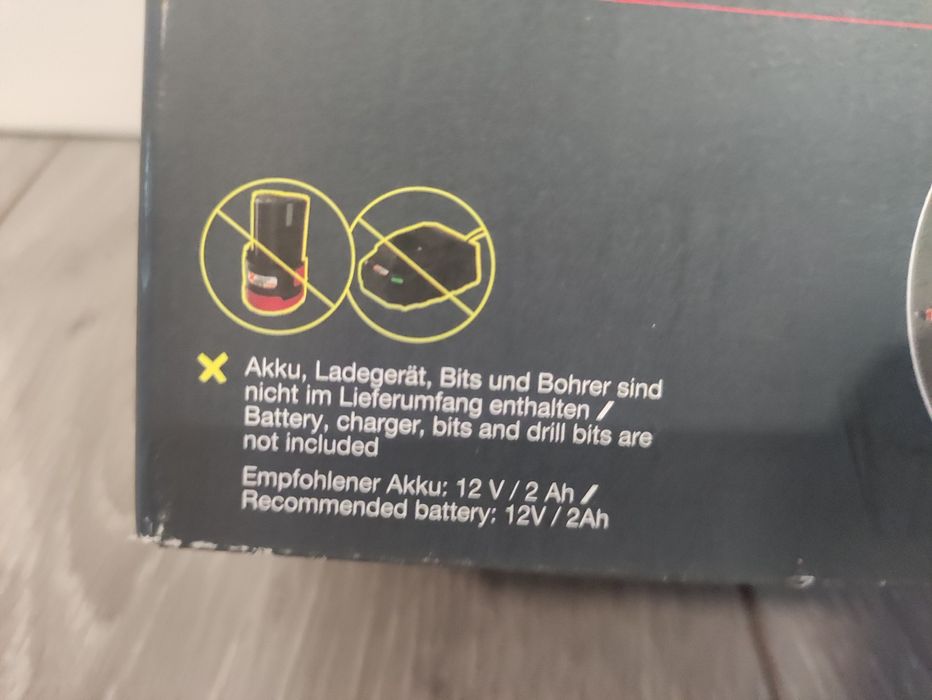 Akku, Ladegerät, Bits und Bohrer sind
nicht im Lieferumfang enthalten /
Battery, charger, bits and drill bits are
not included
Empfohlener Akku: 12 V / 2 Ah /
Recommended battery: 12V / 2Ah